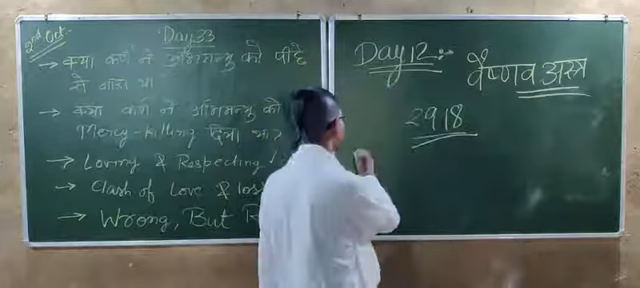 2nd Oct.
Day 33
→ क्या कर्ण ने अभिमन्यु को पीछे
से मारा था
→ क्या कर्ण ने अभिमन्यु को
Mercy-killing दिया था?
→ Loving & Respecting
→ Clash of Love & los
→ Wrong, But
Day 12:-
वैष्णव अस्त्र
2918